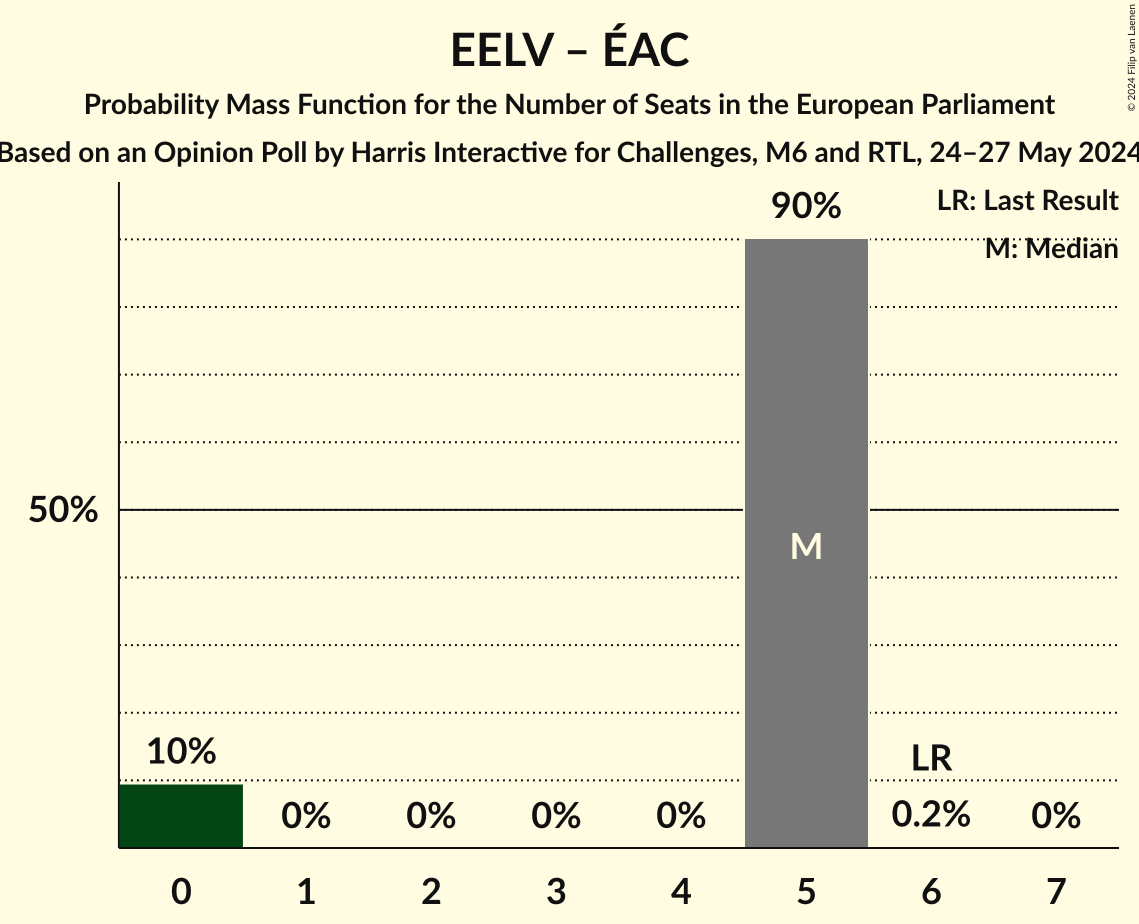 EELV – ÉAC
Probability Mass Function for the Number of Seats in the European Parliament
Based on an Opinion Poll by Harris Interactive for Challenges, M6 and RTL, 24–27 May 2024
© 2024 Filip van Laenen
LR: Last Result
M: Median
90%
50%
M
10%
0%
0%
0%
0%
LR
0.2%
0%
0 1 2 3 4 5 6 7